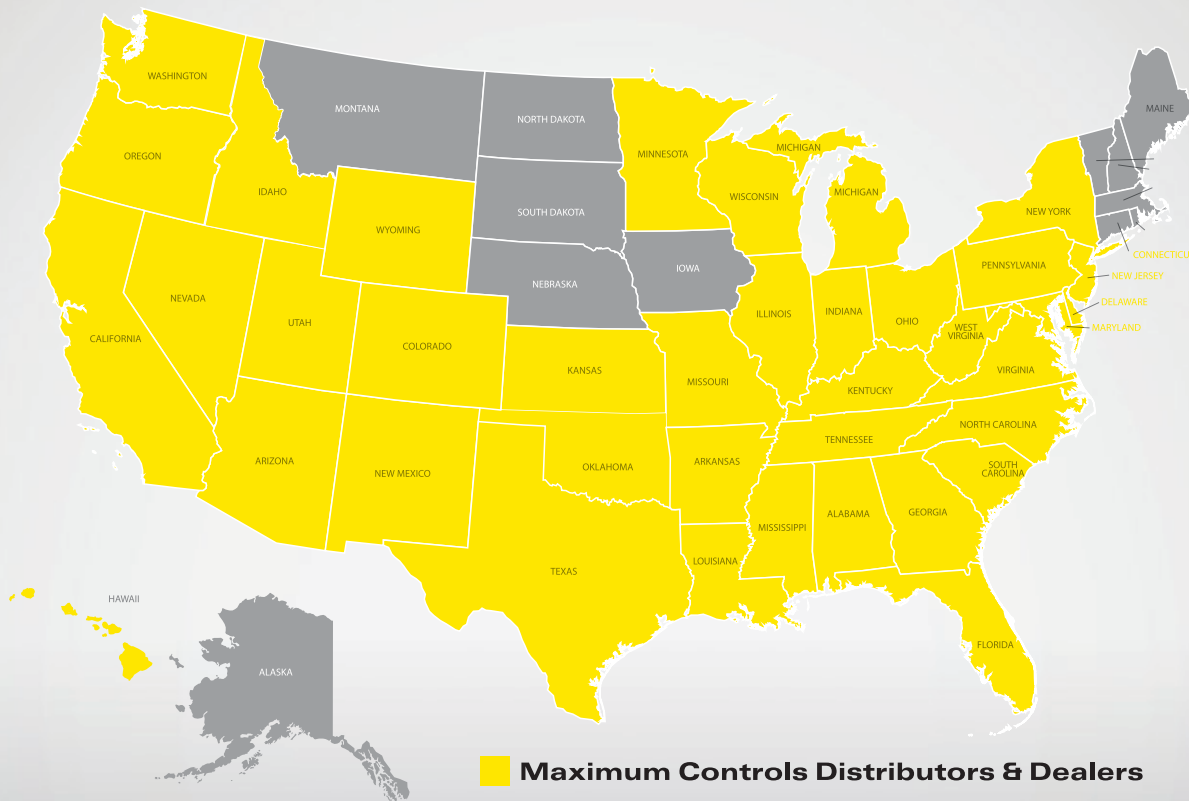 WASHINGTON
MONTANA
NORTH DAKOTA
MINNESOTA
MICHIGAN
MAINE
OREGON
IDAHO
WYOMING
SOUTH DAKOTA
WISCONSIN
MICHIGAN
NEW YORK
CONNECTICU
NEW JERSEY
DELAWARE
MARYLAND
PENNSYLVANIA
IOWA
NEBRASKA
NEVADA
UTAH
CALIFORNIA
COLORADO
KANSAS
MISSOURI
ILLINOIS
INDIANA
OHIO
WEST
VIRGINIA
VIRGINIA
KENTUCKY
NORTH CAROLINA
TENNESSEE
SOUTH
CAROLINA
ARIZONA
NEW MEXICO
OKLAHOMA
ARKANSAS
MISSISSIPPI
ALABAMA
GEORGIA
LOUISIANA
TEXAS
FLORIDA
HAWAII
ALASKA
Maximum Controls Distributors & Dealers